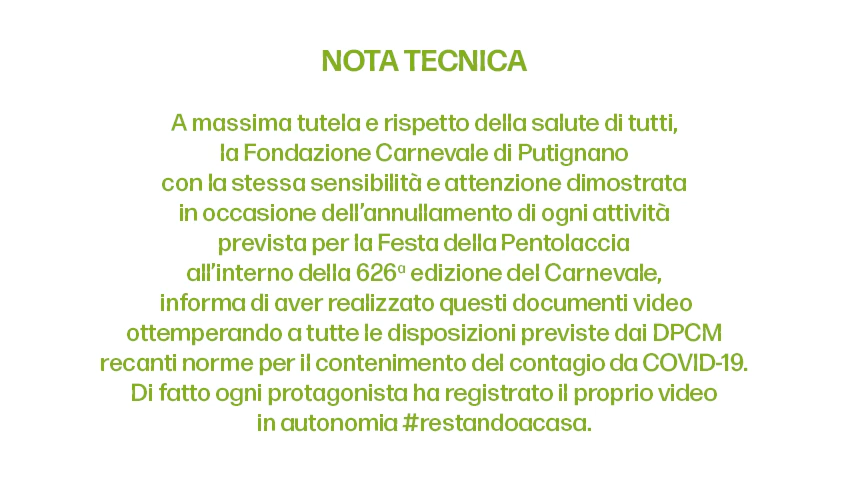 NOTA TECNICA
A massima tutela e rispetto della salute di tutti,
la Fondazione Carnevale di Putignano
con la stessa sensibilità e attenzione dimostrata
in occasione dell'annullamento di ogni attività
prevista per la Festa della Pentolaccia
all'interno della 626ª edizione del Carnevale,
informa di aver realizzato questi documenti video
ottemperando a tutte le disposizioni previste dai DPCM
recanti norme per il contenimento del contagio da COVID-19.
Di fatto ogni protagonista ha registrato il proprio video
in autonomia #restandoacasa.